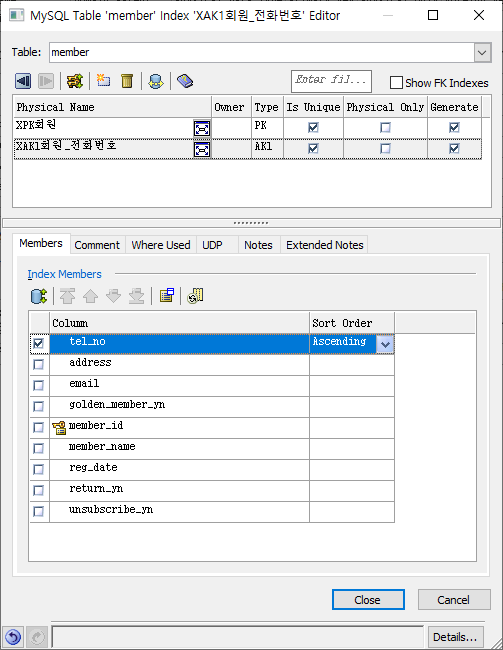 MySQL Table 'member' Index 'XAK1회원_전화번호' Editor
Table: member
Enter fil... Show FK Indexes
Physical Name Owner Type Is Unique Physical Only Generate
XPK회원 PK
XAK1회원_전화번호 AK1
Members Comment Where Used UDP Notes Extended Notes
Index Members
Column Sort Order
tel_no Ascending
address
email
golden_member_yn
member_id
member_name
reg_date
return_yn
unsubscribe_yn
Close Cancel
Details...